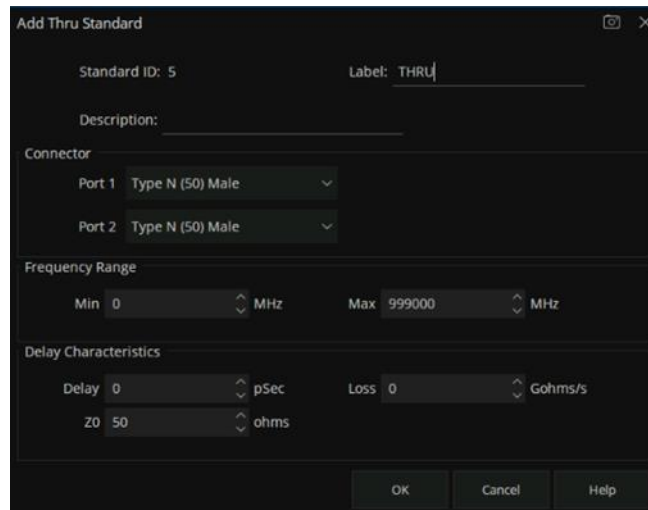 Add Thru Standard
Standard ID: 5 Label: THRU
Description:
Connector
Port 1 Type N (50) Male
Port 2 Type N (50) Male
Frequency Range
Min 0 MHz Max 999000 MHz
Delay Characteristics
Delay 0 pSec Loss 0 Gohms/s
Z0 50 ohms
OK Cancel Help